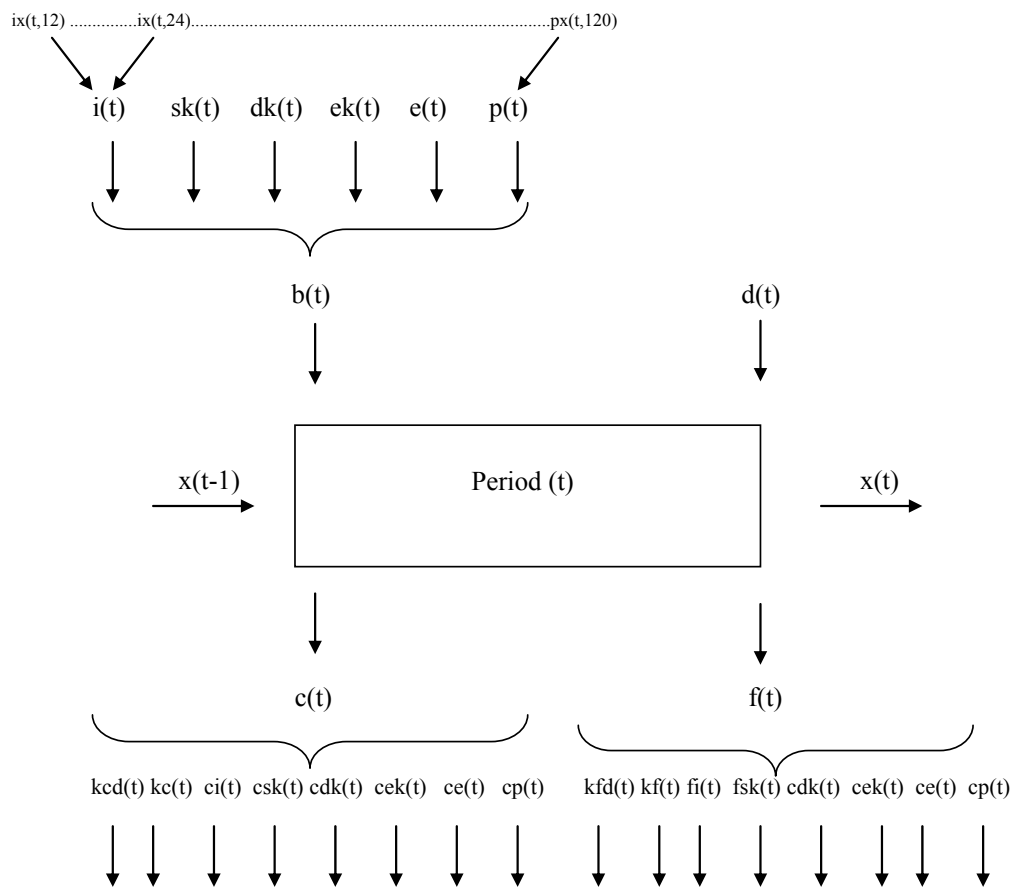 ix(t,12) .............ix(t,24)......................................................................................px(t,120)
i(t) sk(t) dk(t) ek(t) e(t) p(t)
b(t) d(t)
x(t-1) Period (t) x(t)
c(t) f(t)
kcd(t) kc(t) ci(t) csk(t) cdk(t) cek(t) ce(t) cp(t) kfd(t) kf(t) fi(t) fsk(t) cdk(t) cek(t) ce(t) cp(t)